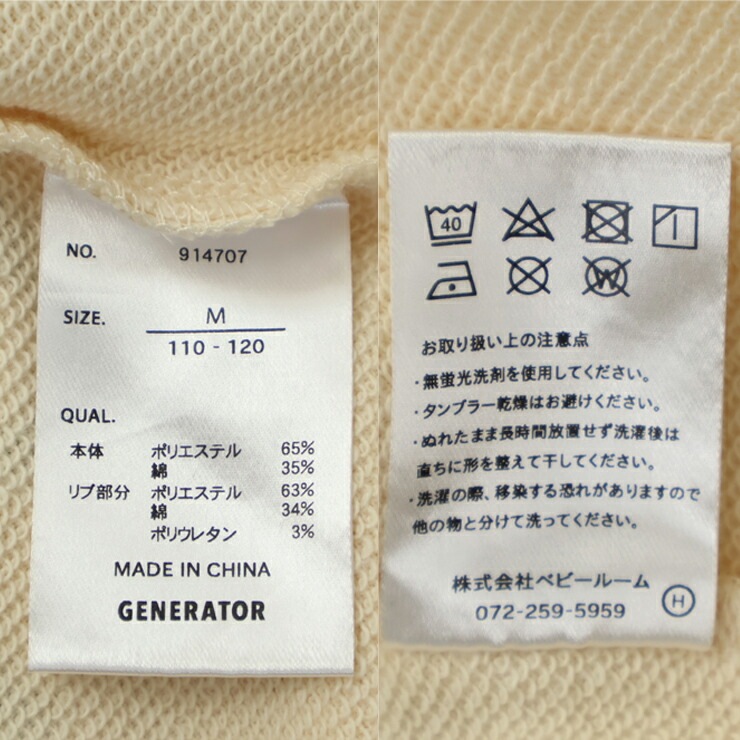 NO. 914707
SIZE. M
110 - 120
QUAL.
本体 ポリエステル 65%
綿 35%
リブ部分 ポリエステル 63%
綿 34%
ポリウレタン 3%
MADE IN CHINA
GENERATOR
40
W
お取り扱い上の注意点
・無蛍光洗剤を使用してください。
・タンブラー乾燥はお避けください。
・ぬれたまま長時間放置せず洗濯後は
直ちに形を整えて干してください。
・洗濯の際、移染する恐れがありますので
他の物と分けて洗ってください。
株式会社ベビールーム
072-259-5959 H